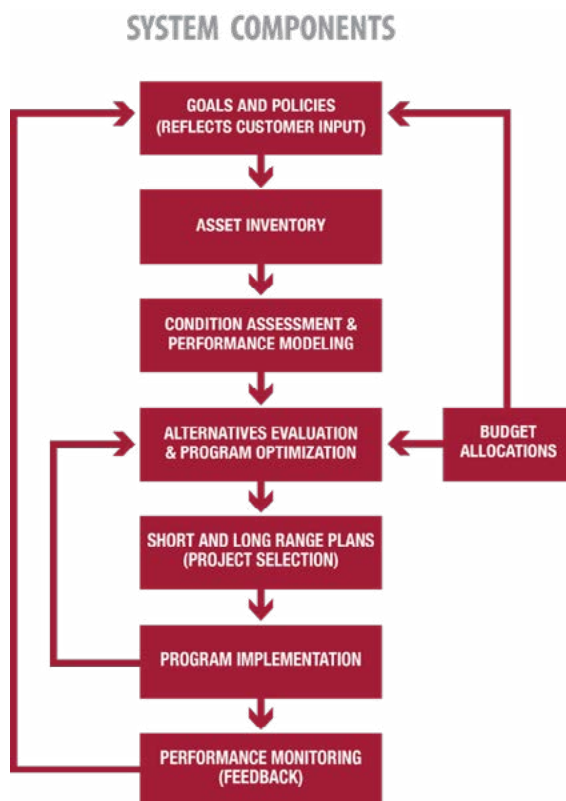 SYSTEM COMPONENTS
GOALS AND POLICIES
(REFLECTS CUSTOMER INPUT)
ASSET INVENTORY
CONDITION ASSESSMENT &
PERFORMANCE MODELING
ALTERNATIVES EVALUATION
& PROGRAM OPTIMIZATION
BUDGET
ALLOCATIONS
SHORT AND LONG RANGE PLANS
(PROJECT SELECTION)
PROGRAM IMPLEMENTATION
PERFORMANCE MONITORING
(FEEDBACK)